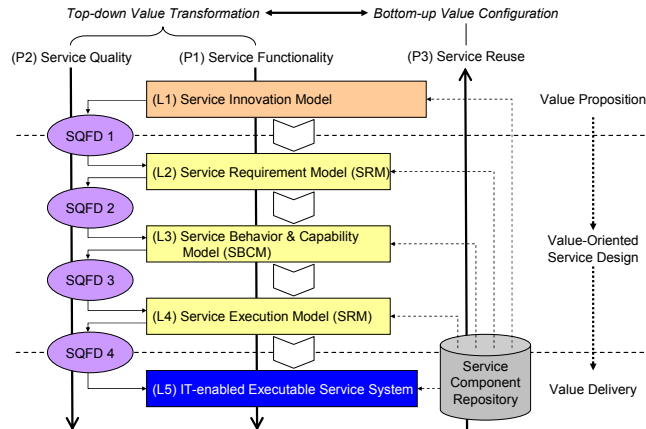 Top-down Value Transformation
Bottom-up Value Configuration
(P2) Service Quality
(P1) Service Functionality
(P3) Service Reuse
(L1) Service Innovation Model
Value Proposition
SQFD 1
(L2) Service Requirement Model (SRM)
SQFD 2
(L3) Service Behavior & Capability
Model (SBCM)
Value-Oriented
Service Design
SQFD 3
(L4) Service Execution Model (SRM)
SQFD 4
Service
Component
Repository
(L5) IT-enabled Executable Service System
Value Delivery